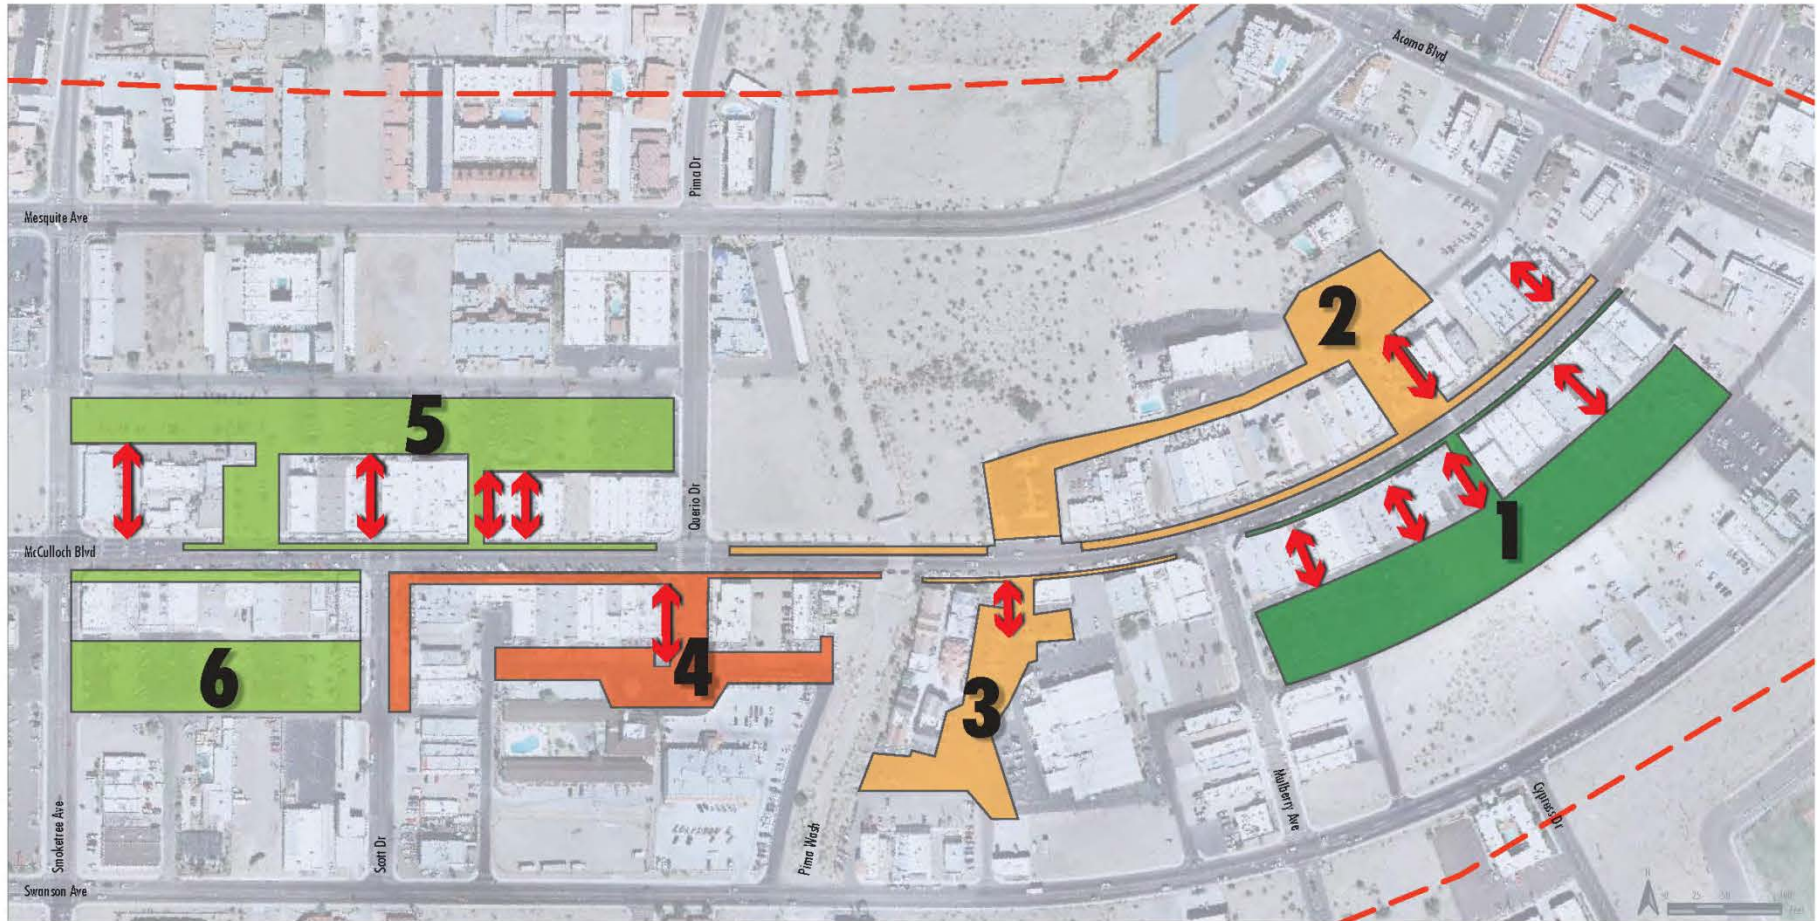 Acoma Blvd
Pima Dr
Mesquite Ave
2
5
Querio Dr
1
McCulloch Blvd
4
6
3
Mulberry Ave
Cypress Dr
Smoketree Ave
Scott Dr
Pima Wash
Swanson Ave
N